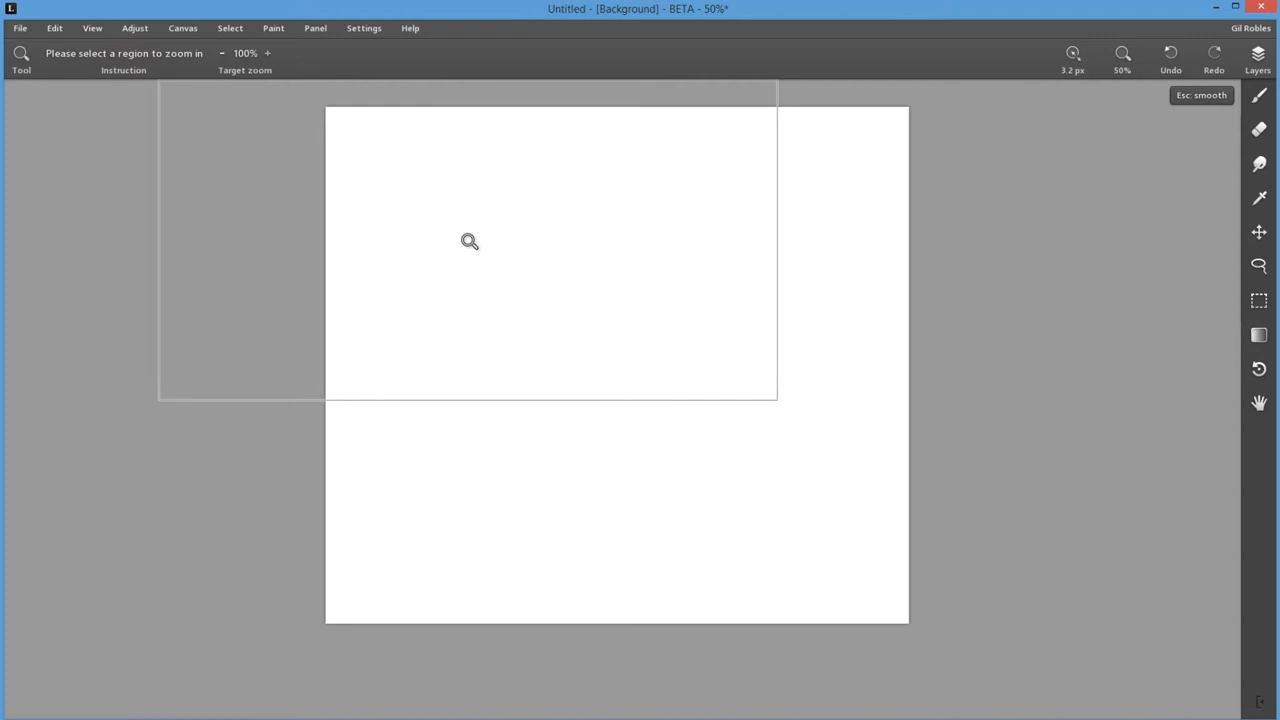 L
Untitled - [Background] - BETA - 50%*
File Edit View Adjust Canvas Select Paint Panel Settings Help Gil Robles
Please select a region to zoom in - 100% +
Tool Instruction Target zoom 3.2 px 50% Undo Redo Layers
Esc: smooth